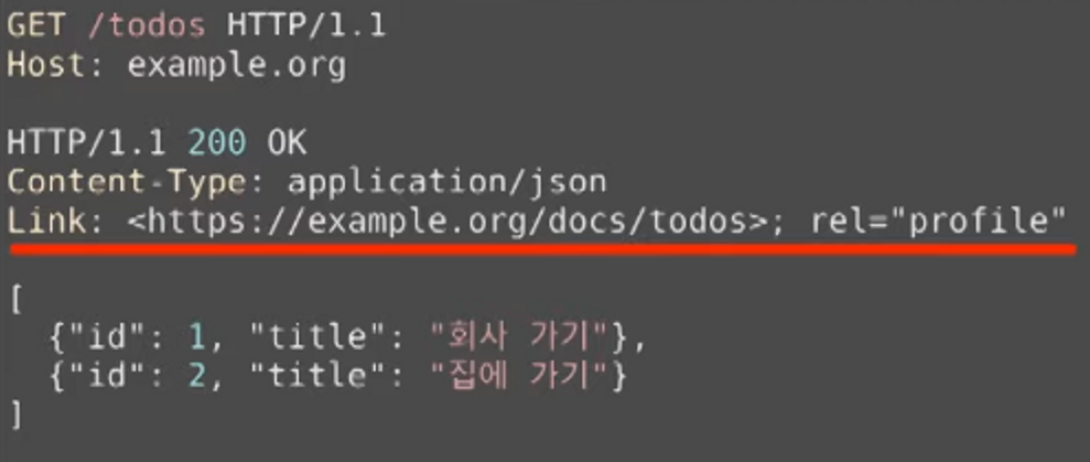 GET /todos HTTP/1.1
Host: example.org
HTTP/1.1 200 OK
Content-Type: application/json
Link: <https://example.org/docs/todos>; rel="profile"
[
{"id": 1, "title": "회사 가기"},
{"id": 2, "title": "집에 가기"}
]